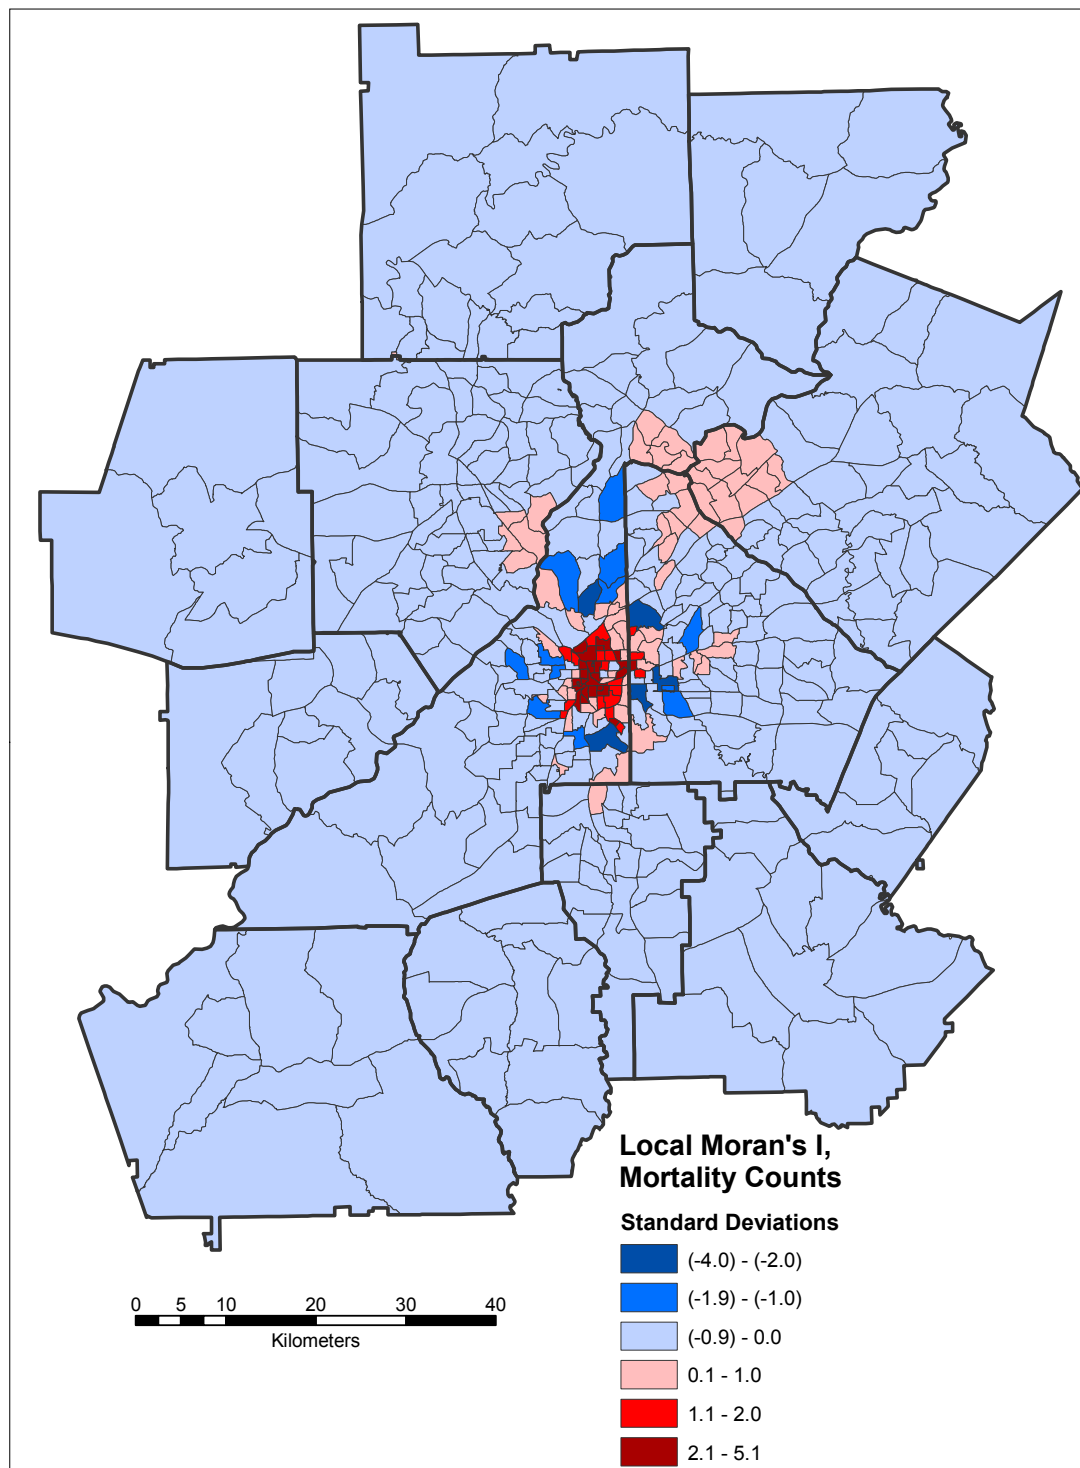 Local Moran's I,
Mortality Counts
Standard Deviations
(-4.0) - (-2.0)
(-1.9) - (-1.0)
(-0.9) - 0.0
0.1 - 1.0
1.1 - 2.0
2.1 - 5.1
0 5 10 20 30 40
Kilometers